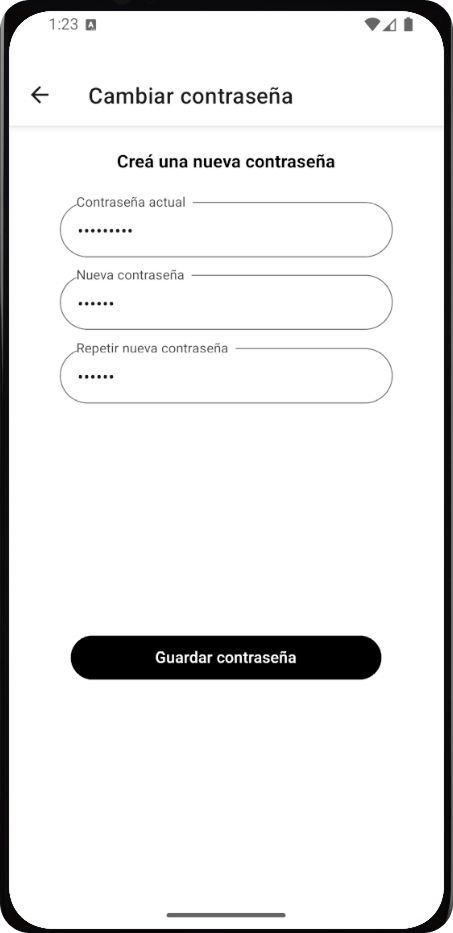 1:23 A
Cambiar contraseña
Creá una nueva contraseña
Contraseña actual
•••••••••
Nueva contraseña
••••••
Repetir nueva contraseña
••••••
Guardar contraseña